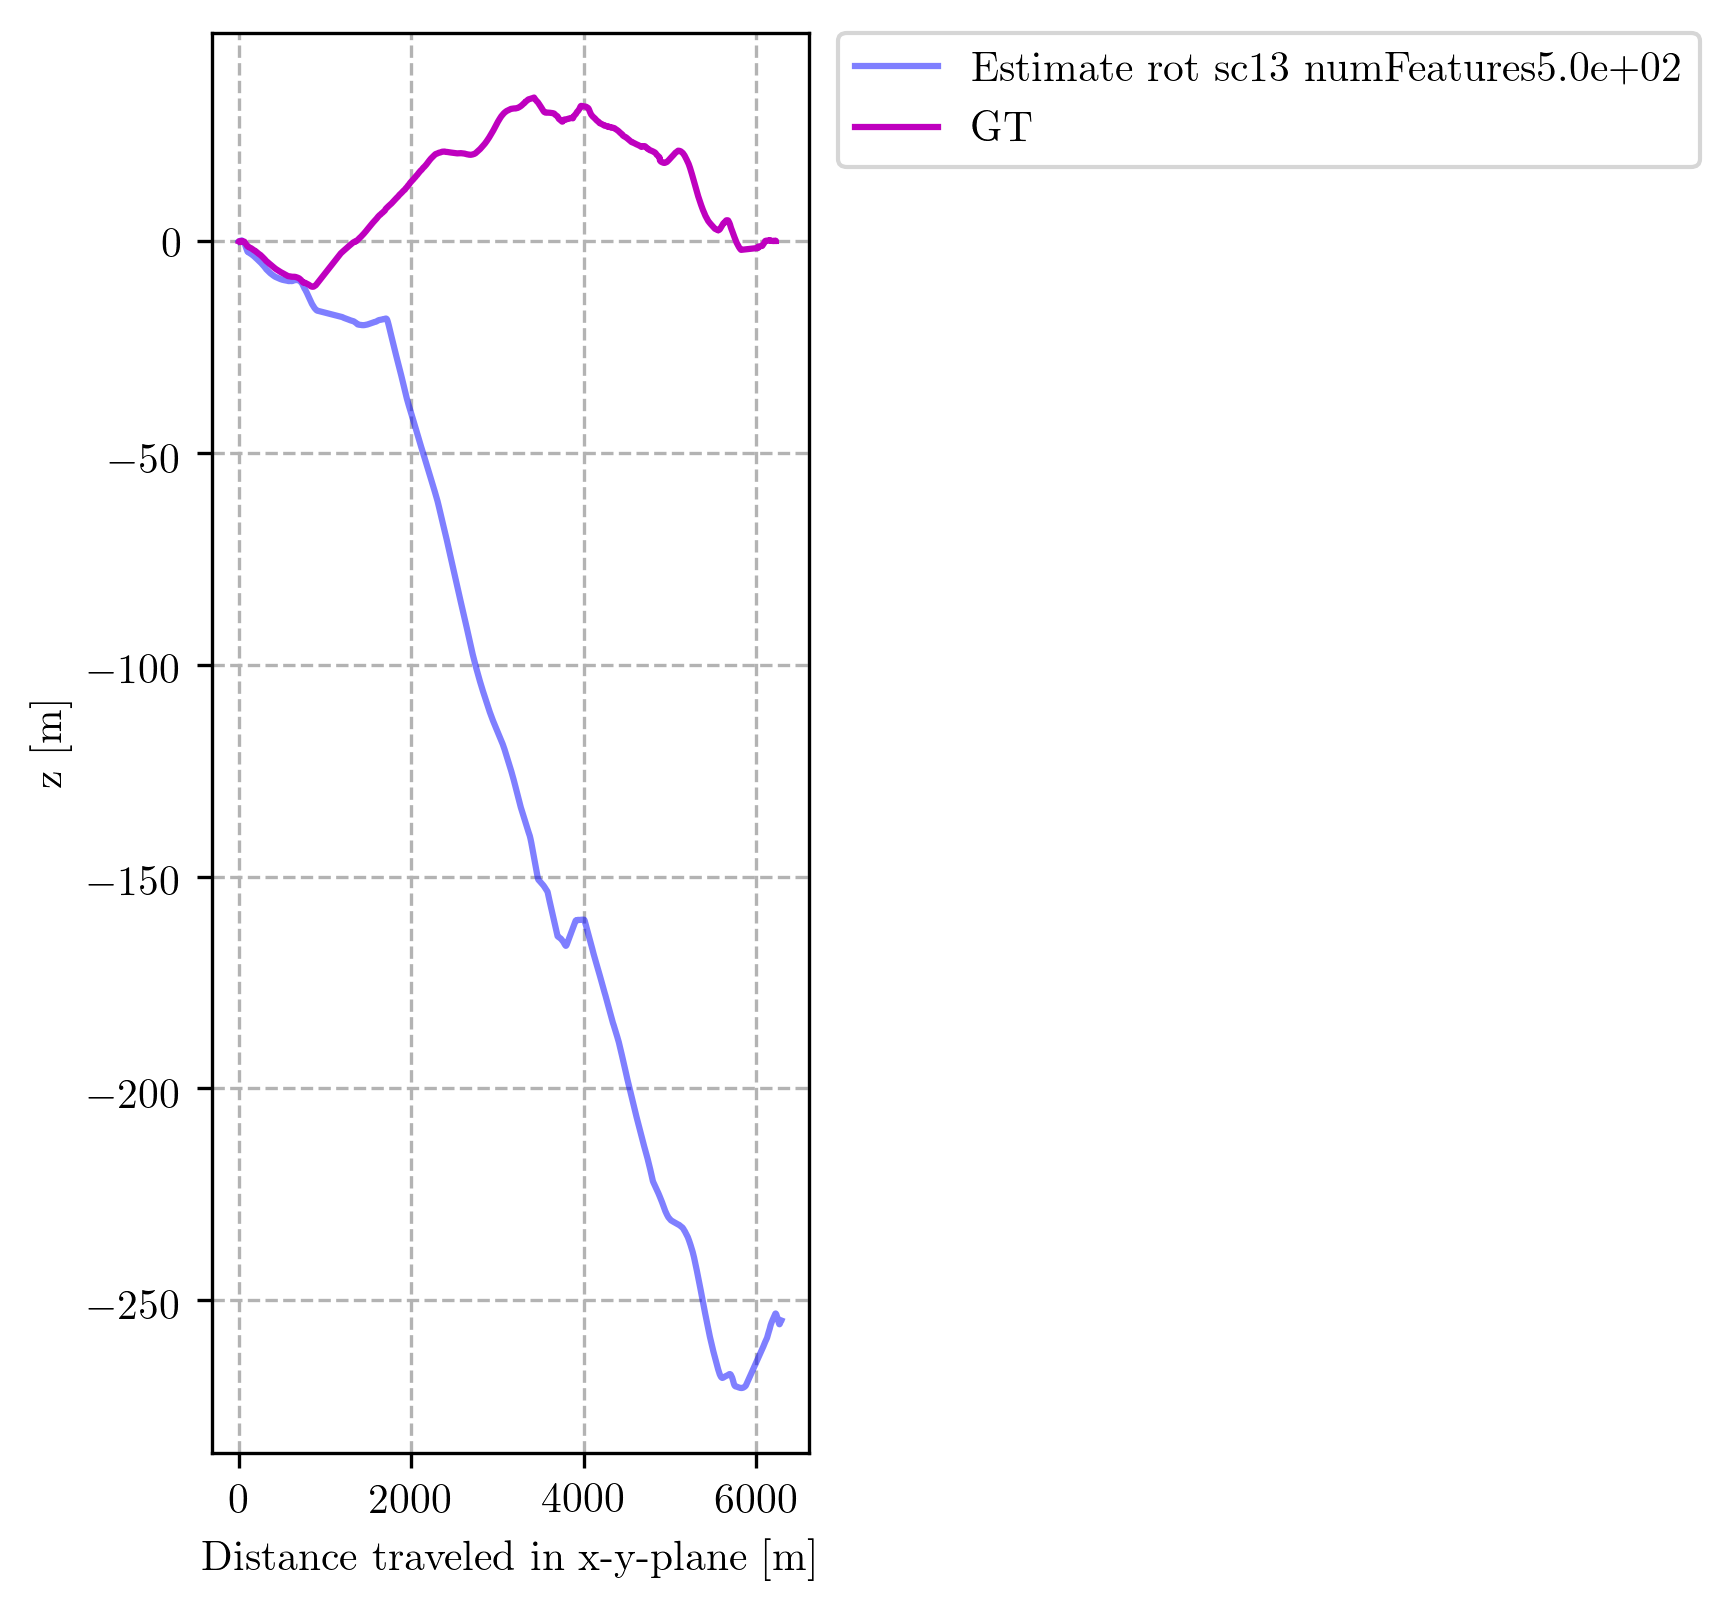 Estimate rot sc13 numFeatures5.0e+02
GT
0
−50
−100
−150
−200
−250
z [m]
0 2000 4000 6000
Distance traveled in x-y-plane [m]